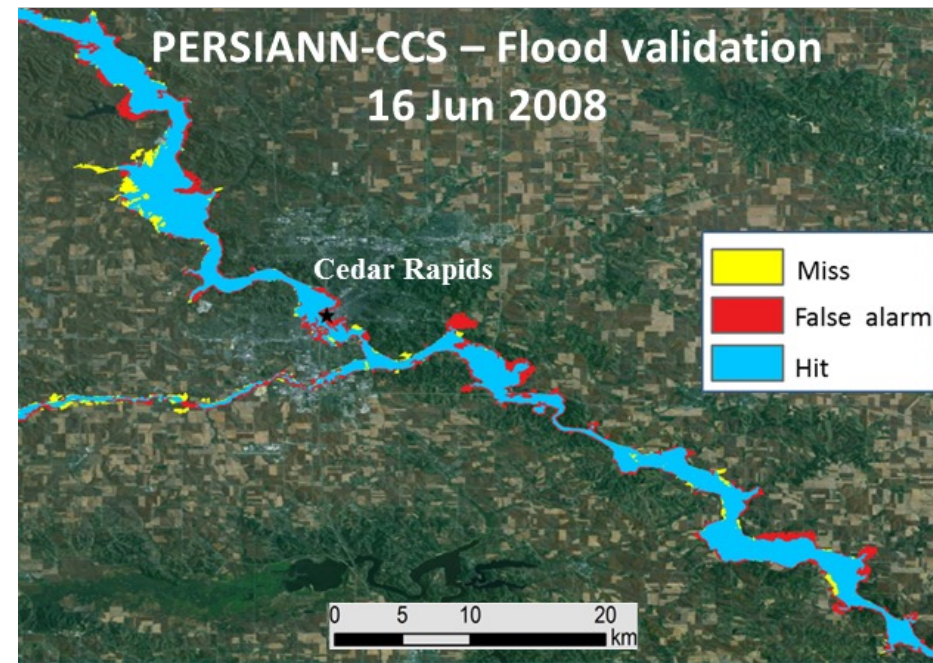 PERSIANN-CCS – Flood validation
16 Jun 2008
Cedar Rapids
Miss
False alarm
Hit
0 5 10 20
km